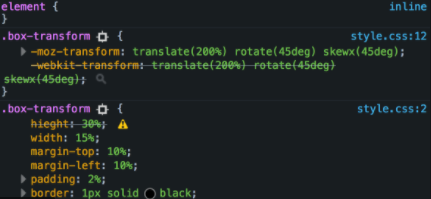 element {
inline
}
.box-transform {
style.css:12
-moz-transform: translate(200%) rotate(45deg) skewx(45deg);
-webkit-transform: translate(200%) rotate(45deg)
skewx(45deg);
}
.box-transform {
style.css:2
hieght: 30%;
width: 15%;
margin-top: 10%;
margin-left: 10%;
padding: 2%;
border: 1px solid black;